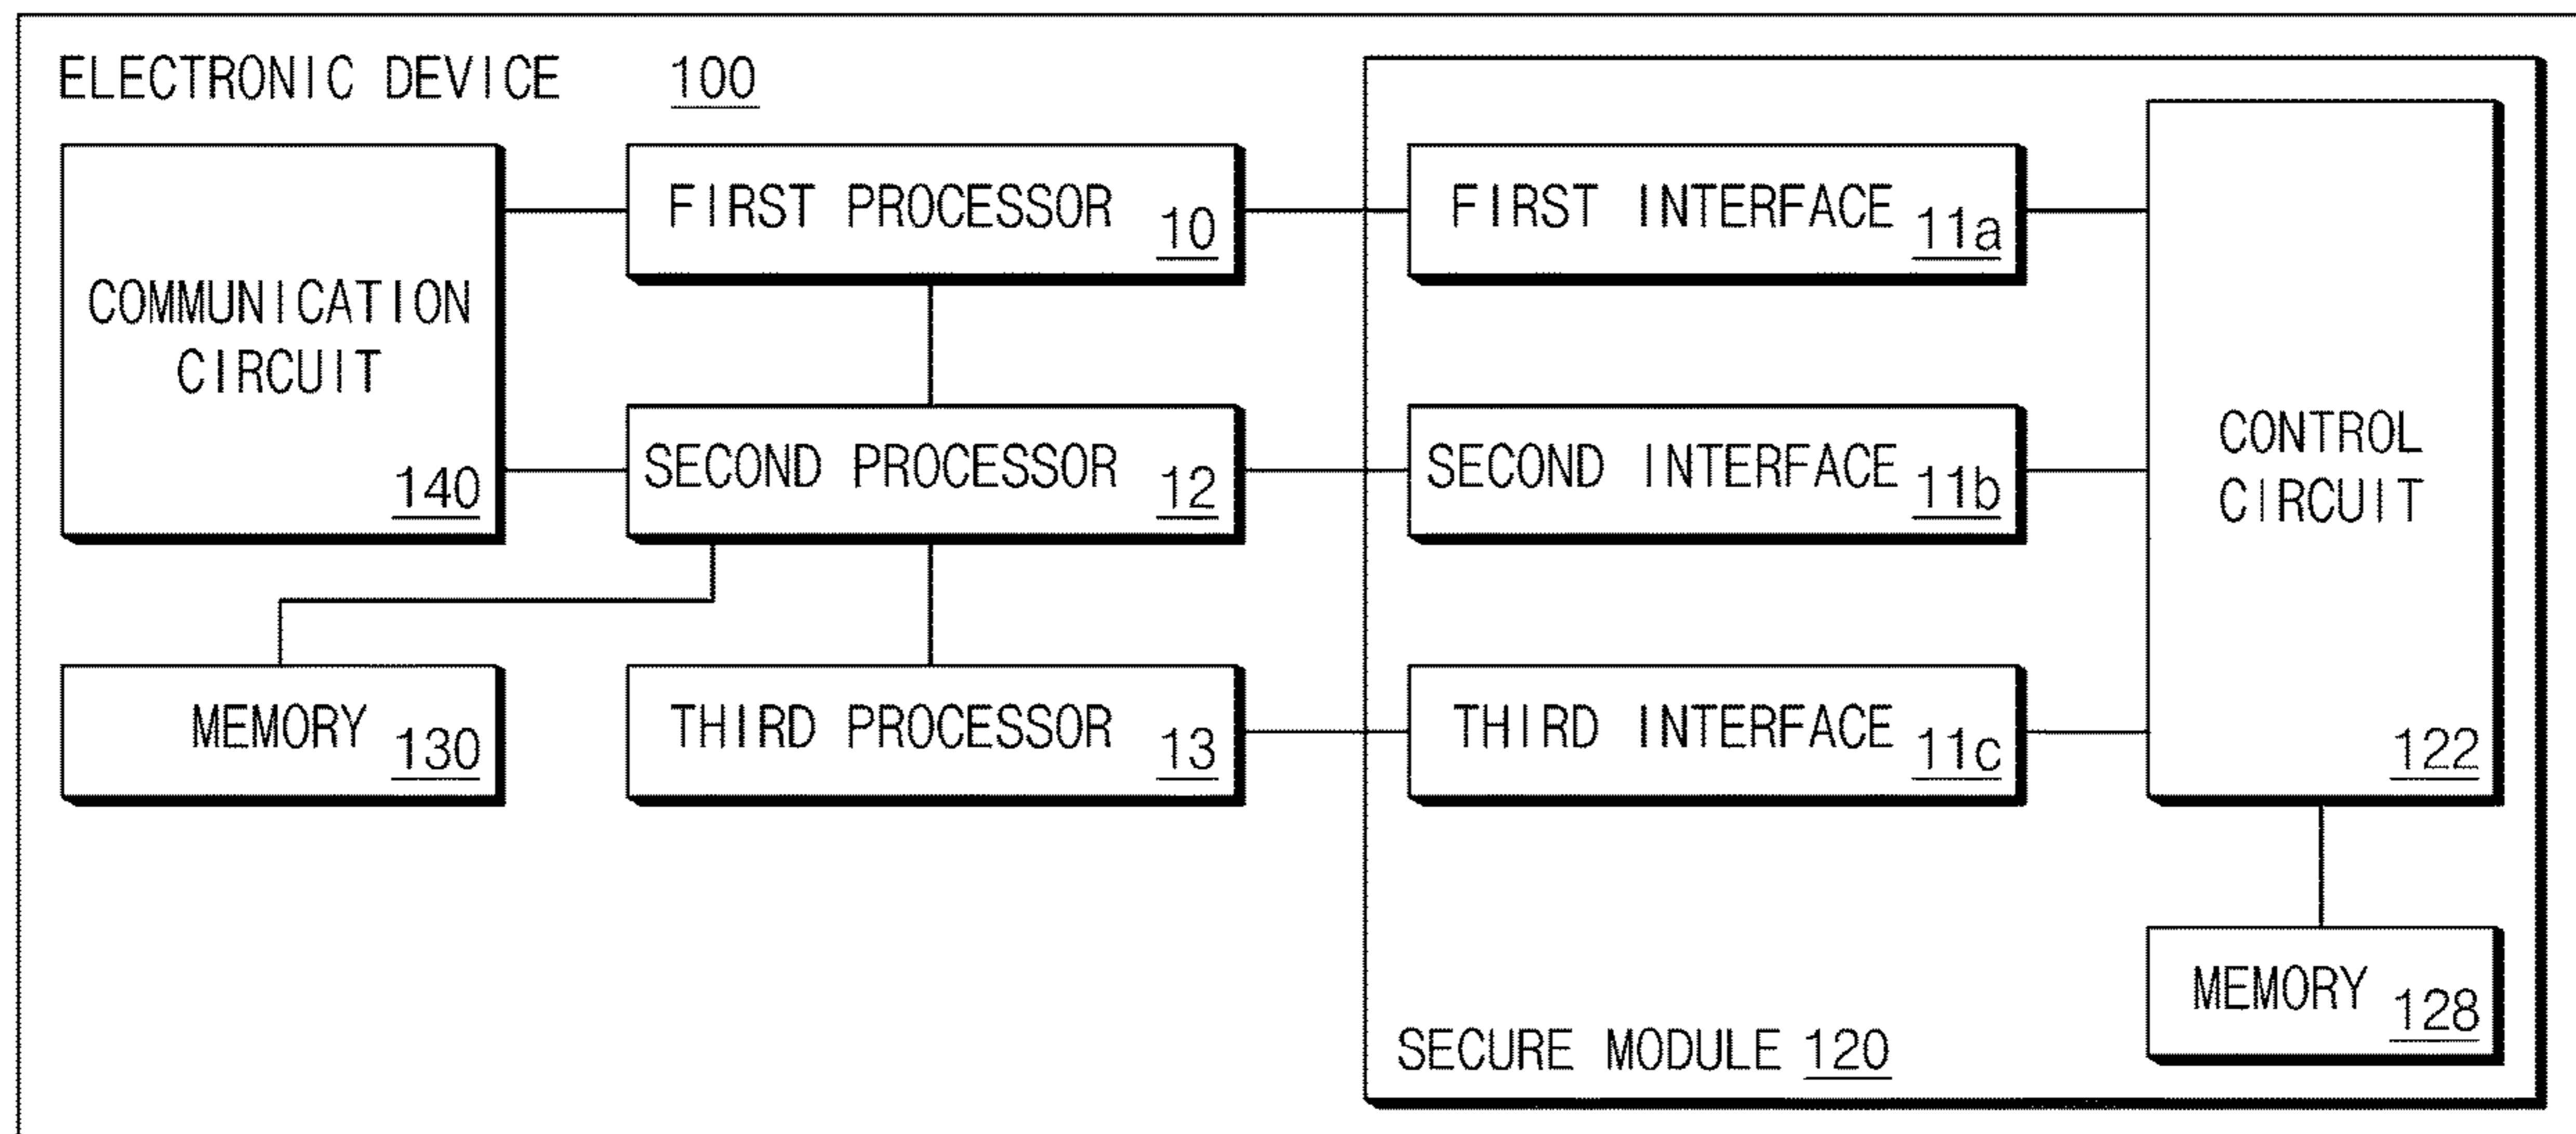 ELECTRONIC DEVICE 100
COMMUNICATION
CIRCUIT
140
FIRST PROCESSOR 10
FIRST INTERFACE 11a
SECOND PROCESSOR 12
SECOND INTERFACE 11b
CONTROL
CIRCUIT
122
MEMORY 130
THIRD PROCESSOR 13
THIRD INTERFACE 11c
MEMORY 128
SECURE MODULE 120